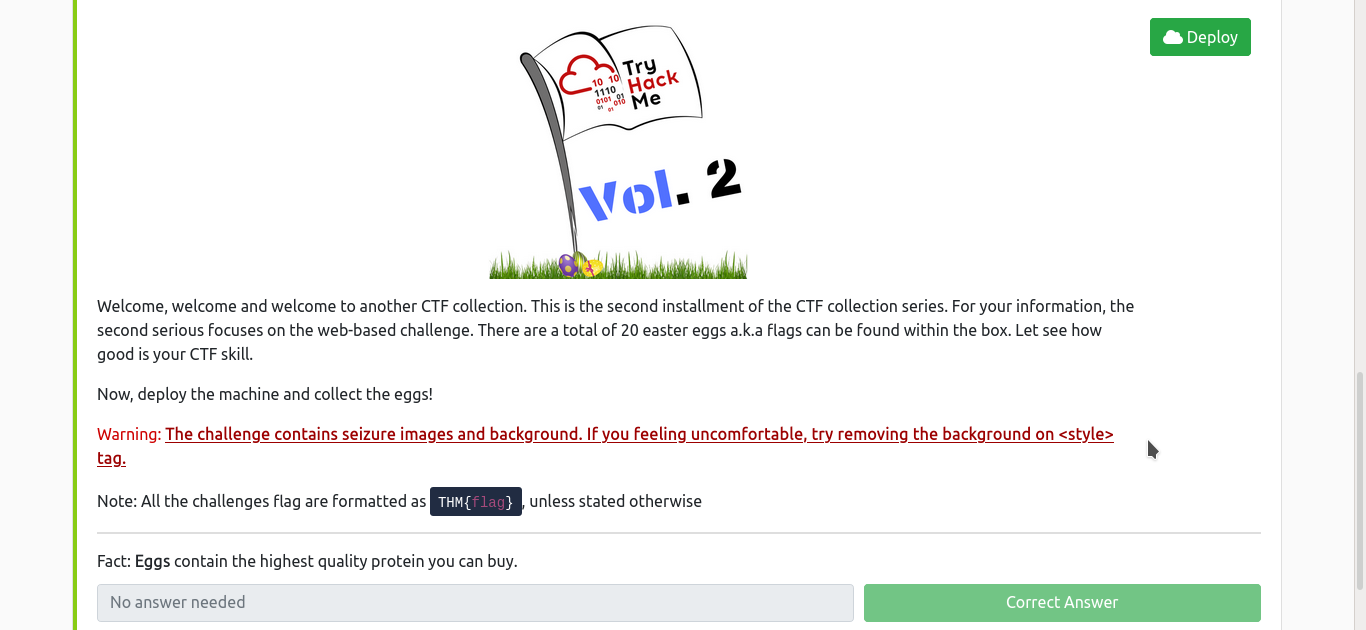 Deploy
Try
Hack
Me
10 10
1110
0101 01
01 010
01
Vol. 2
Welcome, welcome and welcome to another CTF collection. This is the second installment of the CTF collection series. For your information, the
second serious focuses on the web-based challenge. There are a total of 20 easter eggs a.k.a flags can be found within the box. Let see how
good is your CTF skill.
Now, deploy the machine and collect the eggs!
Warning: The challenge contains seizure images and background. If you feeling uncomfortable, try removing the background on <style>
tag.
Note: All the challenges flag are formatted as THM{flag}, unless stated otherwise
Fact: Eggs contain the highest quality protein you can buy.
No answer needed
Correct Answer